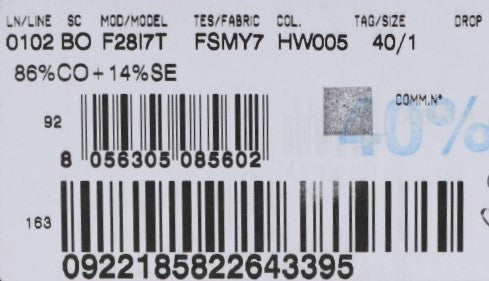 LN/LINE SC MOD/MODEL TES/FABRIC COL. TAG/SIZE DROP
0102 BO F28I7T FSMY7 HW005 40/1
86%CO+14%SE
COMM.N°
40%
92
8 056305 085602
163
0922185822643395